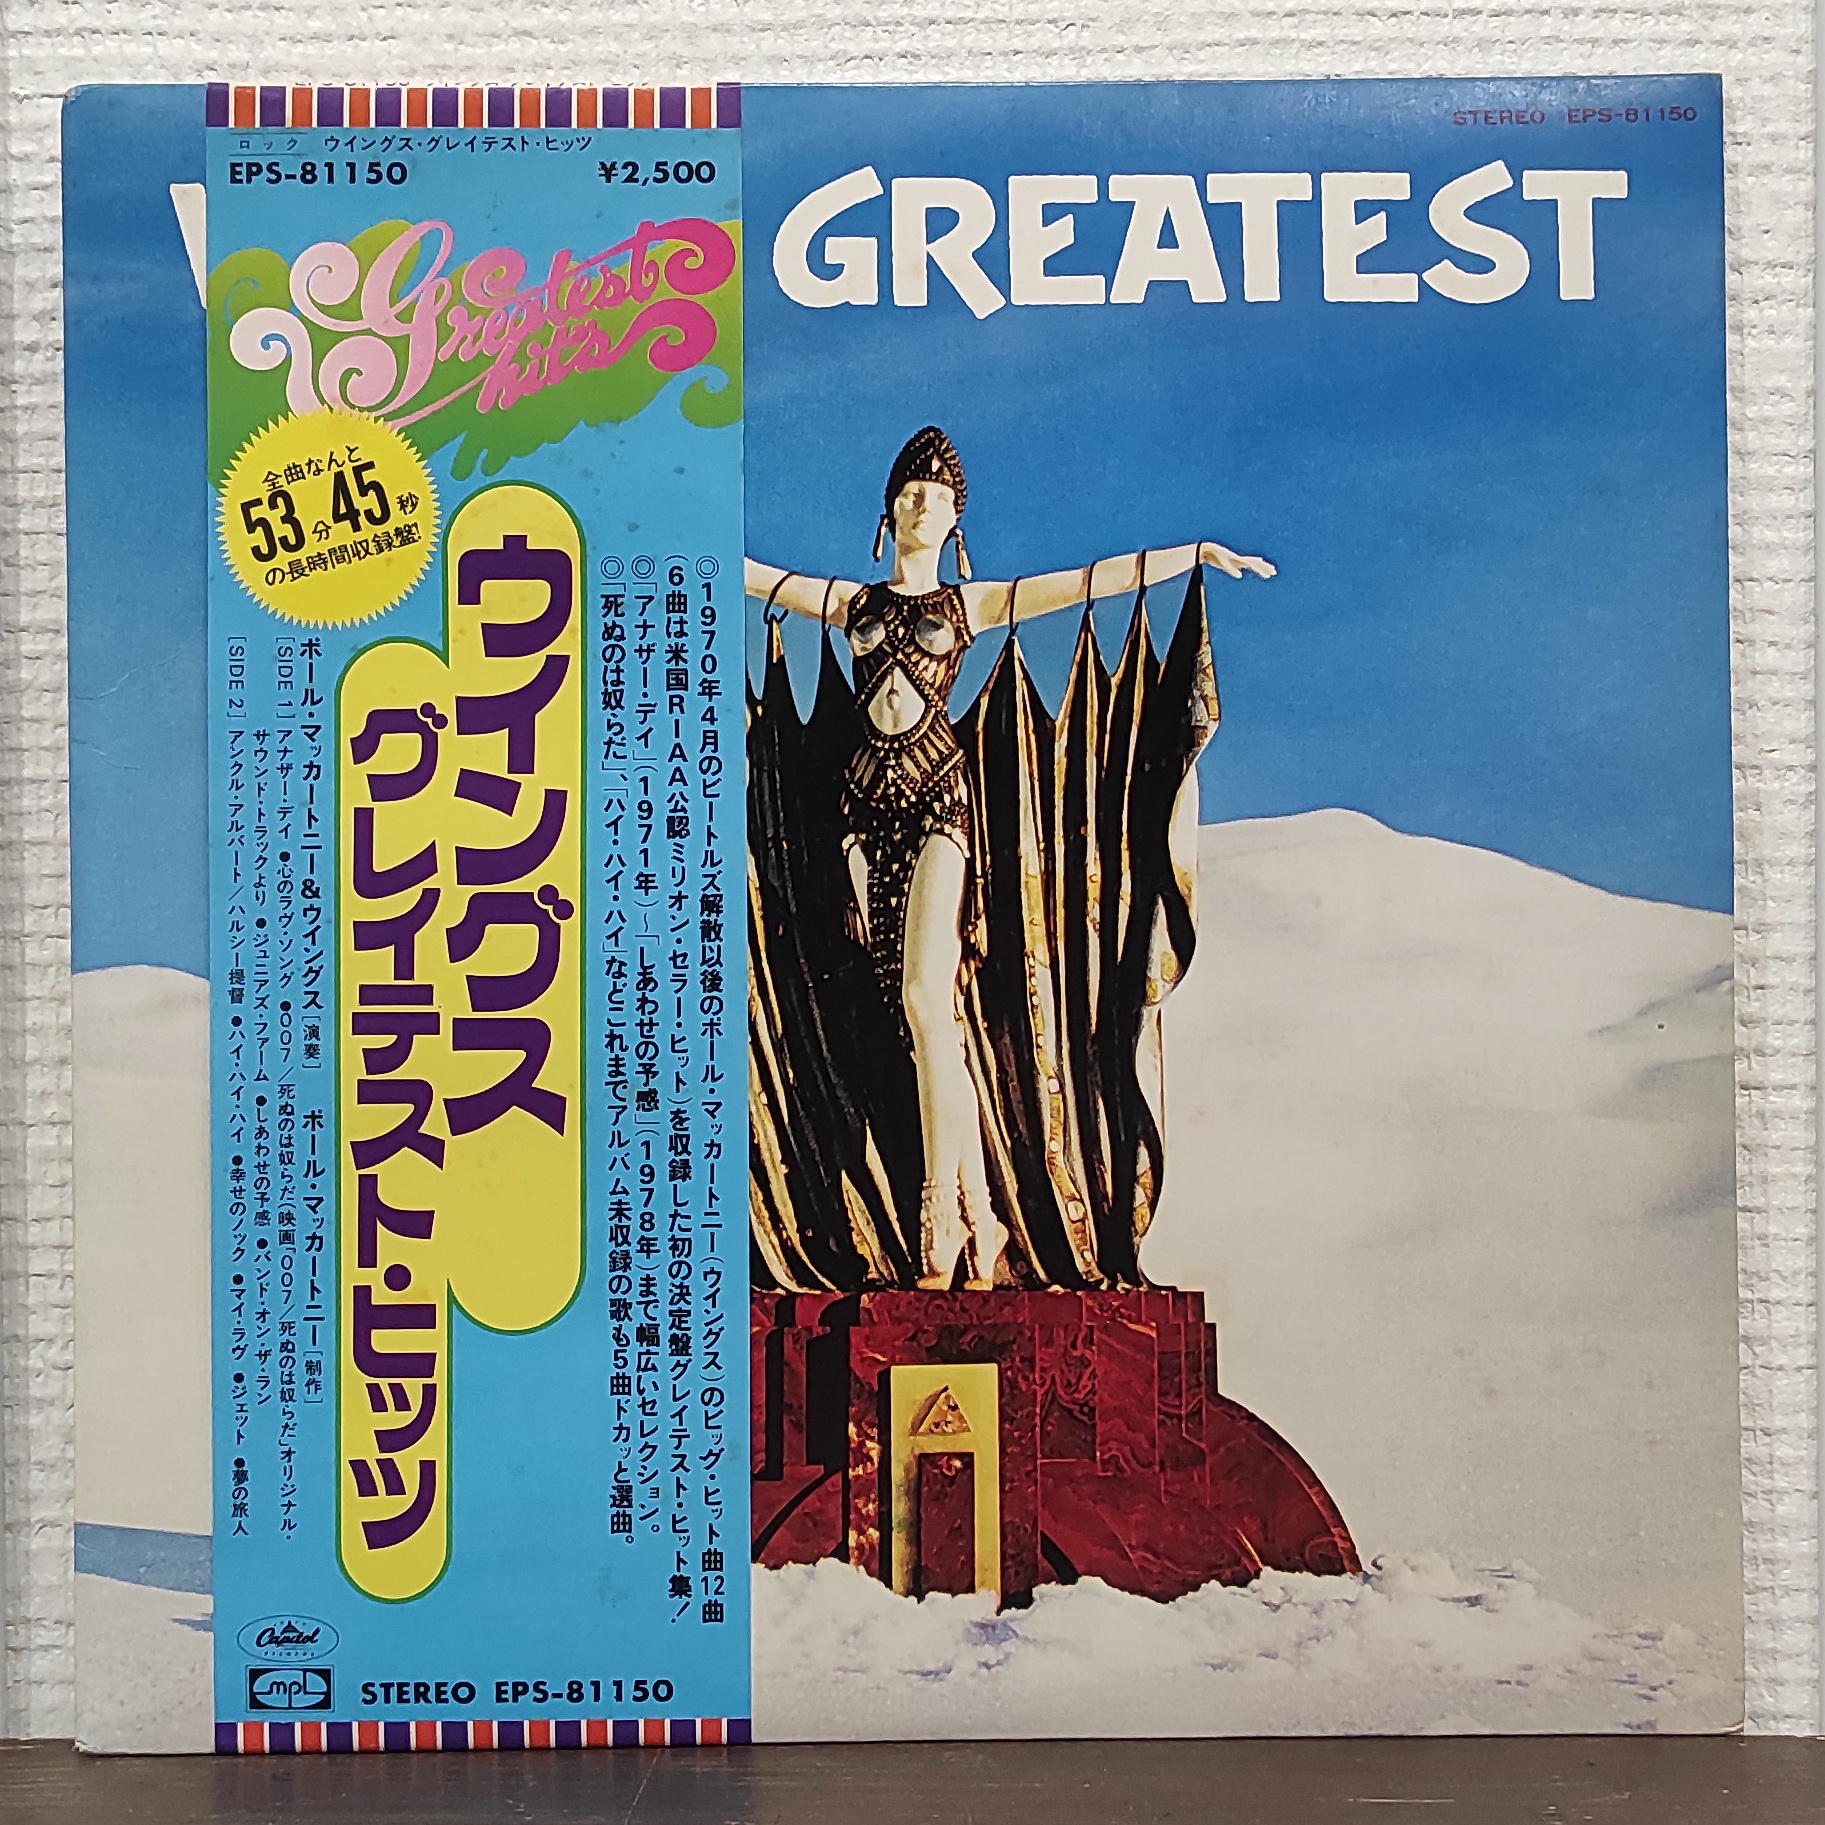 STEREO EPS-81150
GREATEST
ロック ウイングス・グレイテスト・ヒッツ
EPS-81150 ¥2,500
Greatest
hits
全曲なんと
53分45秒
の長時間収録盤!
◎1970年4月のビートルズ解散以後のポール・マッカートニー(ウイングス)のビッグ・ヒット曲12曲
(6曲は米国RIAA公認ミリオン・セラー・ヒット)を収録した初の決定盤グレイテスト・ヒット集!
◎「アナザー・デイ」(1971年)~「しあわせの予感」(1978年)まで幅広いセレクション。
◎「死ぬのは奴らだ」、「ハイ・ハイ・ハイ」などこれまでアルバム未収録の歌も5曲ドカッと選曲。
ウイングス
グレイテスト・ヒッツ
ポール・マッカートニー&ウイングス[演奏] ポール・マッカートニー[制作]
[SIDE 1] アナザー・デイ ●心のラヴ・ソング ●007/死ぬのは奴らだ(映画「007/死ぬのは奴らだ」オリジナル・
サウンド・トラックより ●ジュニアズ・ファーム ●しあわせの予感 ●バンド・オン・ザ・ラン
[SIDE 2] アンクル・アルバート/ハルシー提督 ●ハイ・ハイ・ハイ ●幸せのノック ●マイ・ラヴ ●ジェット ●夢の旅人
Capitol
RECORDS
mpl
STEREO EPS-81150